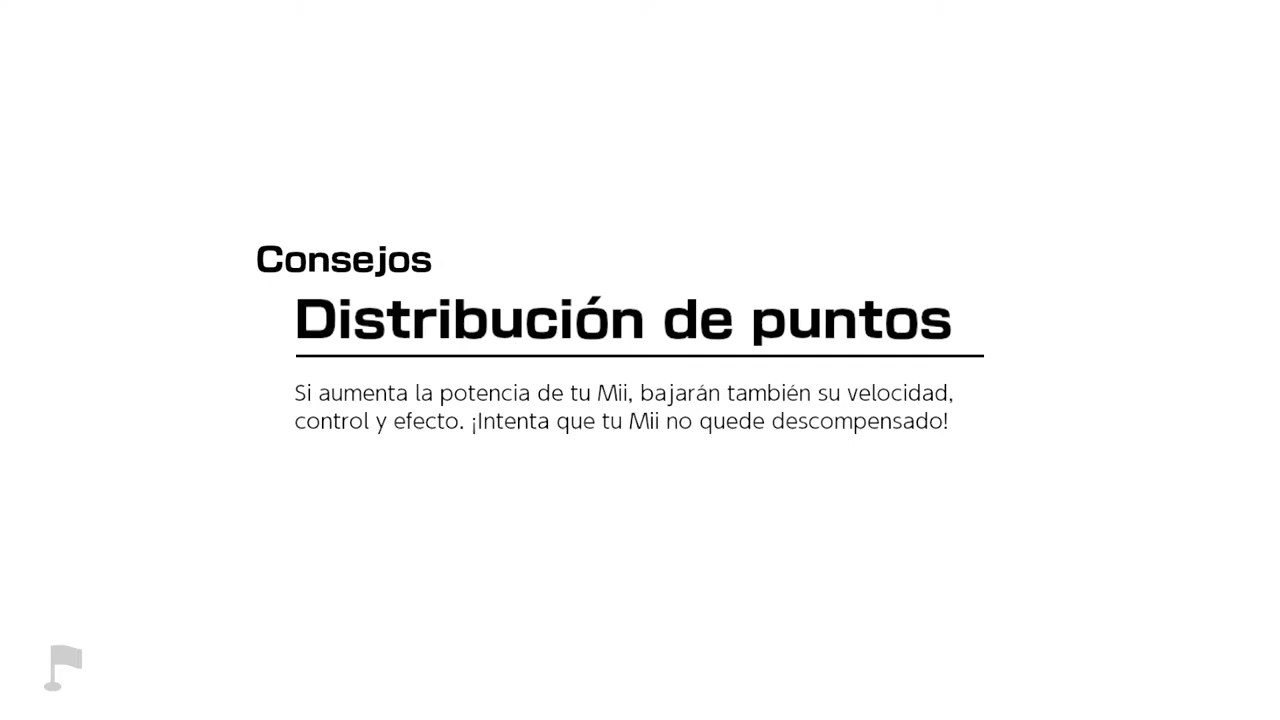 Consejos
Distribución de puntos
Si aumenta la potencia de tu Mii, bajarán también su velocidad,
control y efecto. ¡Intenta que tu Mii no quede descompensado!